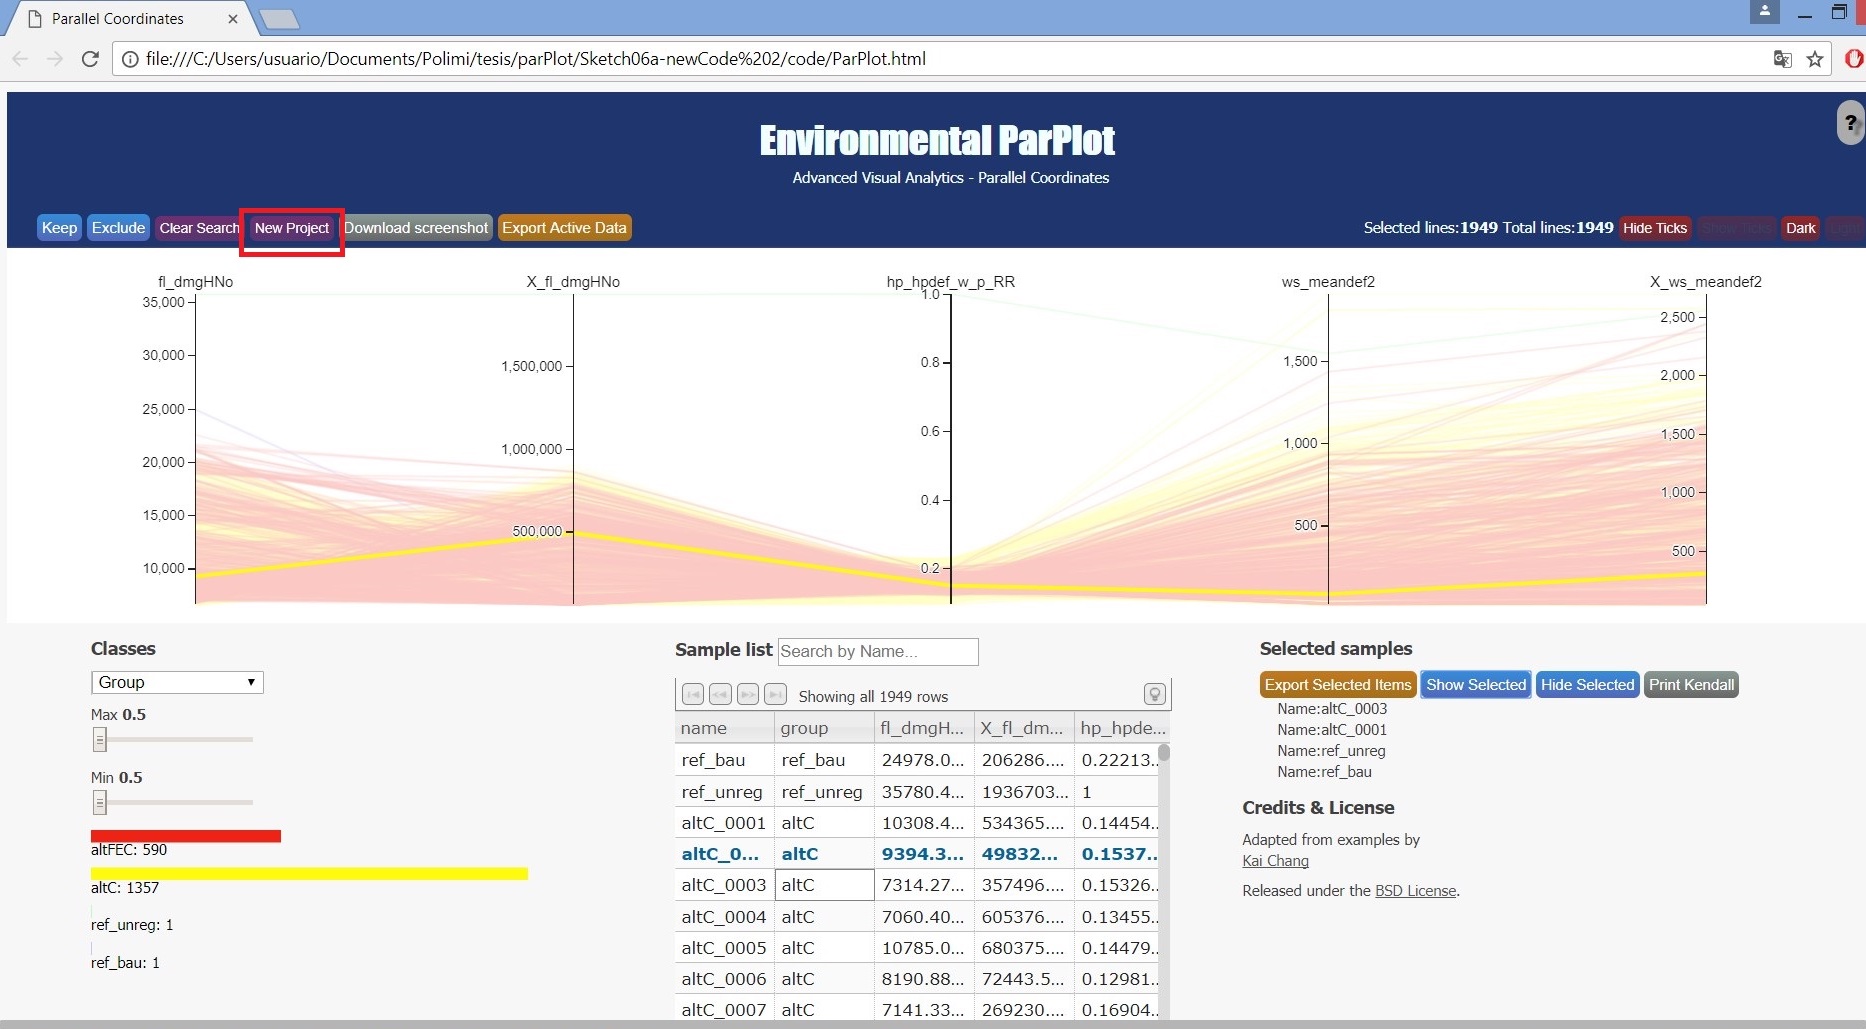 Parallel Coordinates
file:///C:/Users/usuario/Documents/Polimi/tesis/parPlot/Sketch06a-newCode%202/code/ParPlot.html
Environmental ParPlot
?
Advanced Visual Analytics - Parallel Coordinates
Keep Exclude Clear Search New Project Download screenshot Export Active Data Selected lines:1949 Total lines:1949 Hide Ticks Show Ticks Dark Light
fl_dmgHNo X_fl_dmgHNo hp_hpdef_w_p_RR ws_meandef2 X_ws_meandef2
35,000
30,000
25,000
20,000
15,000
10,000
1,500,000
1,000,000
500,000
1.0
0.8
0.6
0.4
0.2
1,500
1,000
500
2,500
2,000
1,500
1,000
500
Classes
Group
Max 0.5
Min 0.5
altFEC: 590
altC: 1357
ref_unreg: 1
ref_bau: 1
Sample list Search by Name...
Showing all 1949 rows
name group fl_dmgH... X_fl_dm... hp_hpde...
ref_bau ref_bau 24978.0... 206286.... 0.22213..
ref_unreg ref_unreg 35780.4... 1936703... 1
altC_0001 altC 10308.4... 534365.... 0.14454..
altC_0... altC 9394.3... 49832... 0.1537..
altC_0003 altC 7314.27... 357496.... 0.15326..
altC_0004 altC 7060.40... 605376.... 0.13455..
altC_0005 altC 10785.0... 680375.... 0.14479..
altC_0006 altC 8190.88... 72443.5... 0.12981..
altC_0007 altC 7141.33... 269230.... 0.16904..
Selected samples
Export Selected Items Show Selected Hide Selected Print Kendall
Name:altC_0003
Name:altC_0001
Name:ref_unreg
Name:ref_bau
Credits & License
Adapted from examples by
Kai Chang
Released under the BSD License.